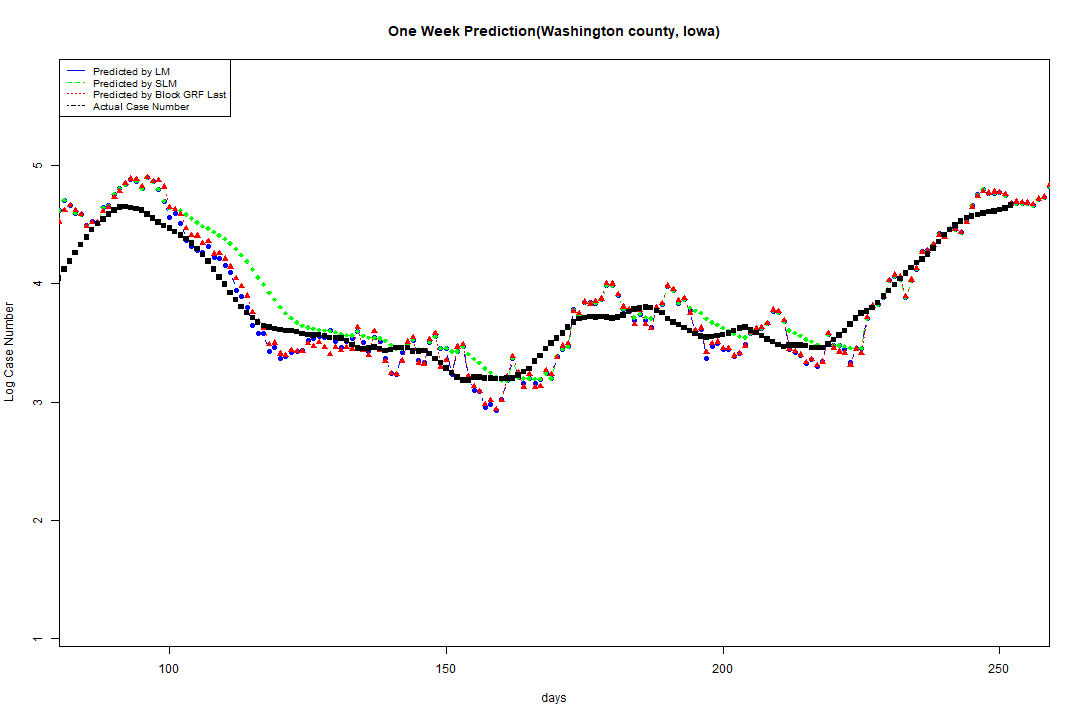 One Week Prediction(Washington county, Iowa)
Predicted by LM
Predicted by SLM
Predicted by Block GRF Last
Actual Case Number
5
4
3
2
1
Log Case Number
100 150 200 250
days